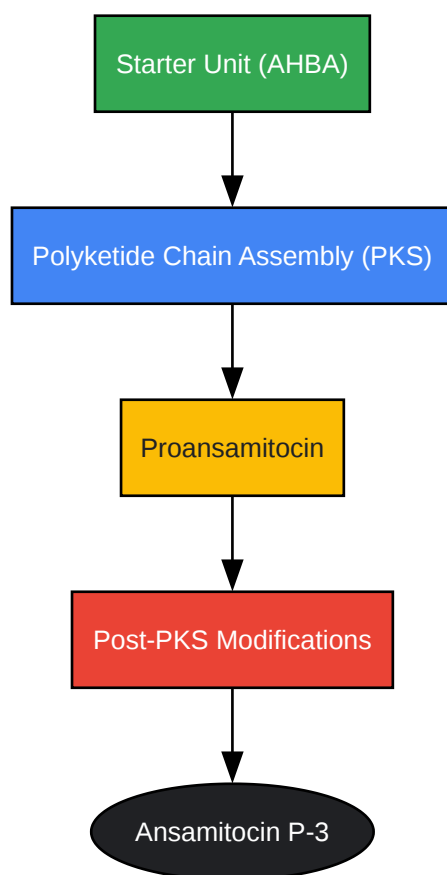 Starter Unit (AHBA)
Polyketide Chain Assembly (PKS)
Proansamitocin
Post-PKS Modifications
Ansamitocin P-3